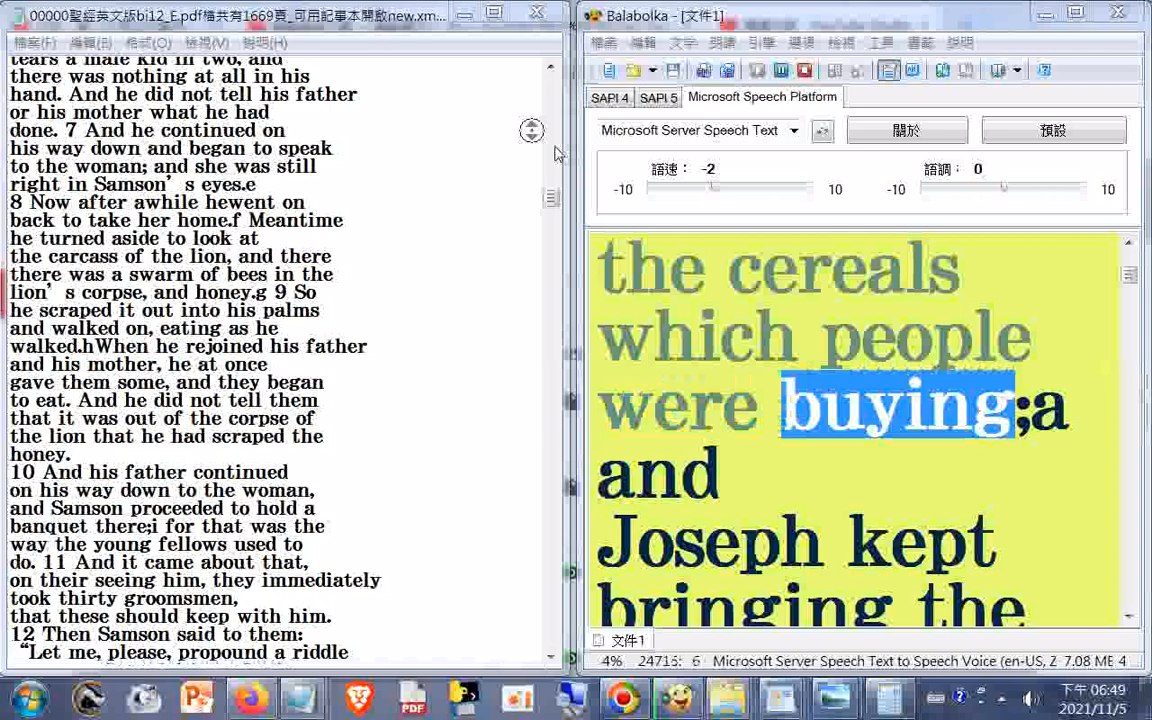 00000聖經英文版bi12_E.pdf檔共有1669頁_可用記事本開啟new.xm...
檔案(F) 編輯(E) 格式(O) 檢視(V) 說明(H)
tears a male kid in two, and
there was nothing at all in his
hand. And he did not tell his father
or his mother what he had
done. 7 And he continued on
his way down and began to speak
to the woman; and she was still
right in Samson’s eyes.e
8 Now after awhile hewent on
back to take her home.f Meantime
he turned aside to look at
the carcass of the lion, and there
there was a swarm of bees in the
lion’s corpse, and honey.g 9 So
he scraped it out into his palms
and walked on, eating as he
walked.hWhen he rejoined his father
and his mother, he at once
gave them some, and they began
to eat. And he did not tell them
that it was out of the corpse of
the lion that he had scraped the
honey.
10 And his father continued
on his way down to the woman,
and Samson proceeded to hold a
banquet there;i for that was the
way the young fellows used to
do. 11 And it came about that,
on their seeing him, they immediately
took thirty groomsmen,
that these should keep with him.
12 Then Samson said to them:
“Let me, please, propound a riddle
Balabolka - [文件1]
檔案 編輯 文字 朗讀 引擎 選項 檢視 工具 書籤 說明
SAPI 4 SAPI 5 Microsoft Speech Platform
Microsoft Server Speech Text 關於 預設
語速： -2 語調： 0
-10 10 -10 10
the cereals
which people
were buying;a
and
Joseph kept
bringing the
文件1
4% 24715: 6 Microsoft Server Speech Text to Speech Voice (en-US, Z 7.08 MB 4
PDF
下午 06:49
2021/11/5